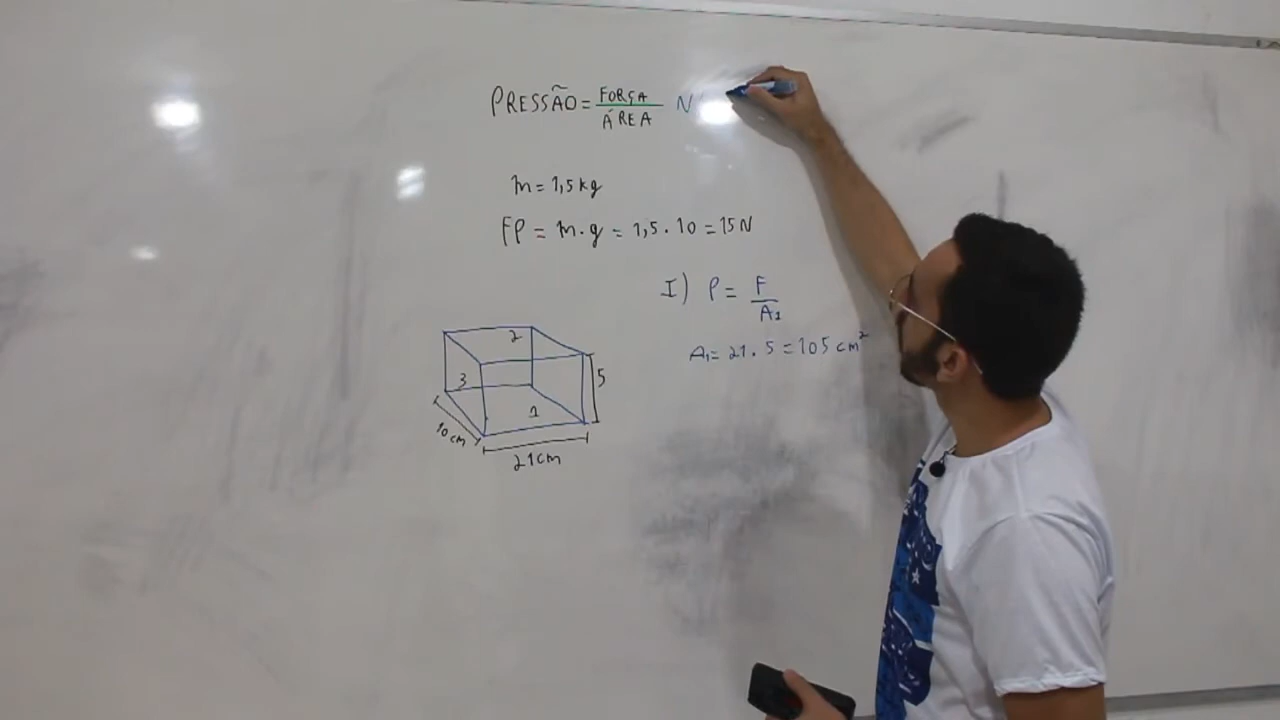 PRESSÃO = FORÇA / ÁREA N
m = 1,5 kg
FP = m . g = 1,5 . 10 = 15 N
I) P = F / A1
A1 = 21 . 5 = 105 cm²
2
3
5
1
10 cm
21 cm